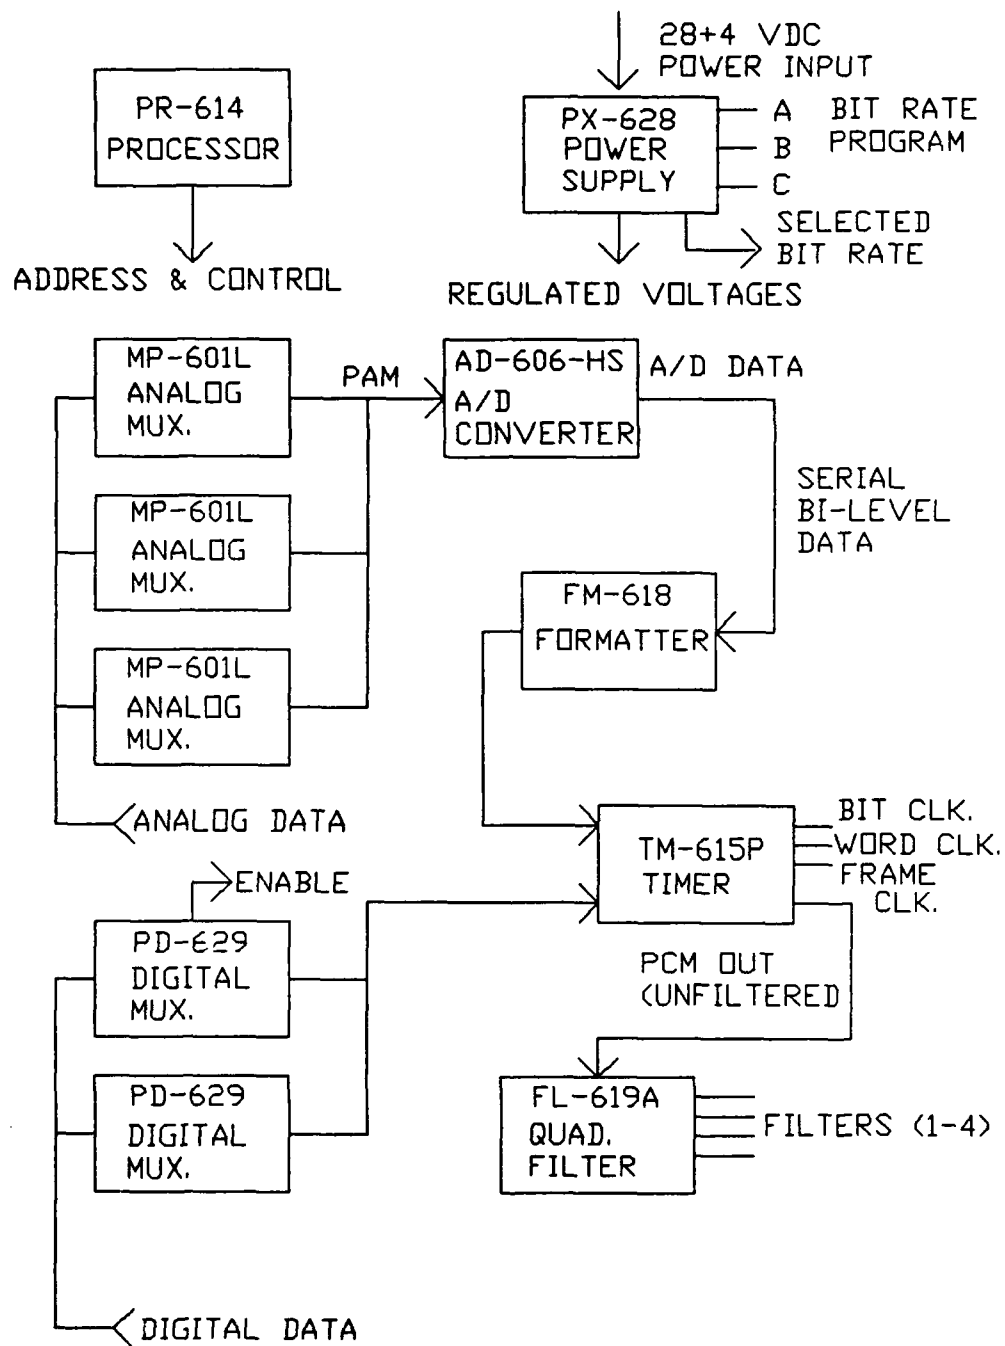 28+4 VDC
POWER INPUT
PR-614
PROCESSOR
PX-628
POWER
SUPPLY
A
B
C
BIT RATE
PROGRAM
SELECTED
BIT RATE
ADDRESS & CONTROL
REGULATED VOLTAGES
MP-601L
ANALOG
MUX.
PAM
AD-606-HS
A/D
CONVERTER
A/D DATA
MP-601L
ANALOG
MUX.
SERIAL
BI-LEVEL
DATA
FM-618
FORMATTER
MP-601L
ANALOG
MUX.
ANALOG DATA
TM-615P
TIMER
BIT CLK.
WORD CLK.
FRAME
CLK.
ENABLE
PD-629
DIGITAL
MUX.
PCM OUT
(UNFILTERED
PD-629
DIGITAL
MUX.
FL-619A
QUAD.
FILTER
FILTERS (1-4)
DIGITAL DATA